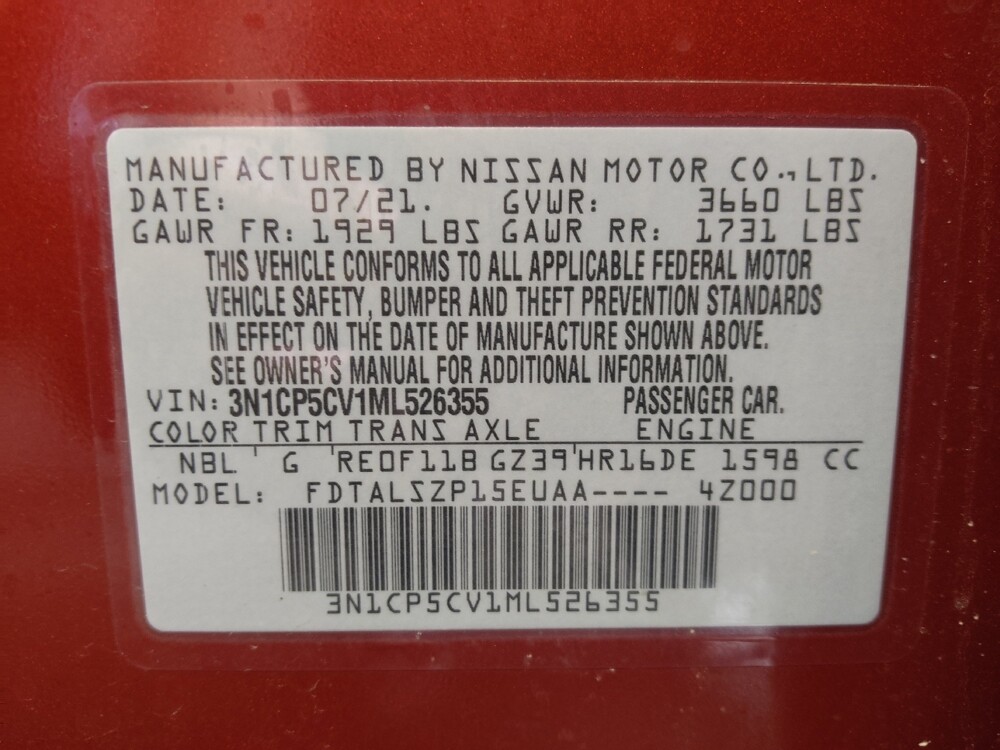 MANUFACTURED BY NISSAN MOTOR CO.,LTD.
DATE: 07/21. GVWR: 3660 LBS
GAWR FR: 1929 LBS GAWR RR: 1731 LBS
THIS VEHICLE CONFORMS TO ALL APPLICABLE FEDERAL MOTOR
VEHICLE SAFETY, BUMPER AND THEFT PREVENTION STANDARDS
IN EFFECT ON THE DATE OF MANUFACTURE SHOWN ABOVE.
SEE OWNER'S MANUAL FOR ADDITIONAL INFORMATION.
VIN: 3N1CP5CV1ML526355 PASSENGER CAR.
COLOR TRIM TRANS AXLE ENGINE
NBL ' G 'RE0F11B GZ39'HR16DE 1598 CC
MODEL: FDTALSZP15EUAA---- 4Z000
3N1CP5CV1ML526355